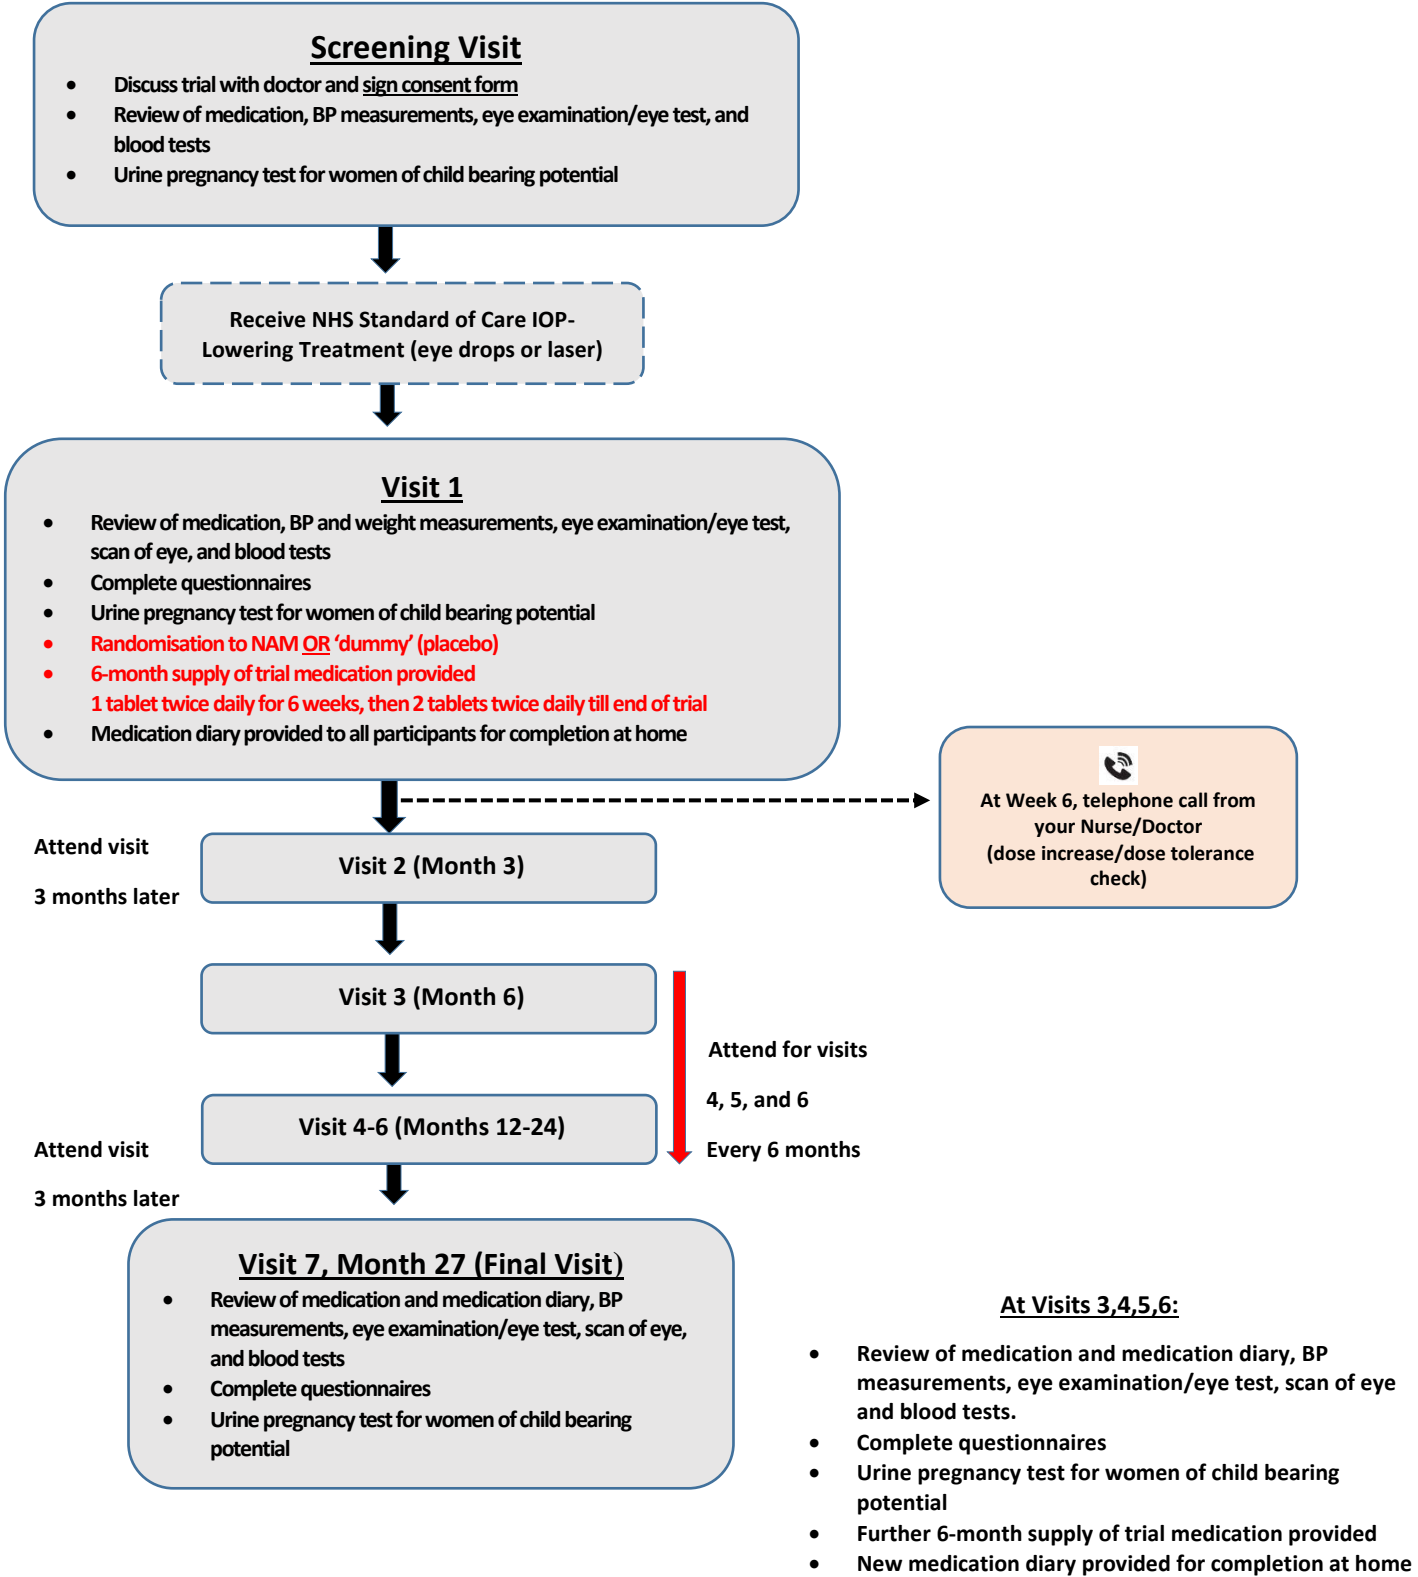 Screening Visit
• Discuss trial with doctor and sign consent form
• Review of medication, BP measurements, eye examination/eye test, and
blood tests
• Urine pregnancy test for women of child bearing potential
Receive NHS Standard of Care IOP-
Lowering Treatment (eye drops or laser)
Visit 1
• Review of medication, BP and weight measurements, eye examination/eye test,
scan of eye, and blood tests
• Complete questionnaires
• Urine pregnancy test for women of child bearing potential
• Randomisation to NAM OR ‘dummy’ (placebo)
• 6-month supply of trial medication provided
1 tablet twice daily for 6 weeks, then 2 tablets twice daily till end of trial
• Medication diary provided to all participants for completion at home
At Week 6, telephone call from
your Nurse/Doctor
(dose increase/dose tolerance
check)
Attend visit
3 months later
Visit 2 (Month 3)
Visit 3 (Month 6)
Attend for visits
4, 5, and 6
Every 6 months
Visit 4-6 (Months 12-24)
Attend visit
3 months later
Visit 7, Month 27 (Final Visit)
• Review of medication and medication diary, BP
measurements, eye examination/eye test, scan of eye,
and blood tests
• Complete questionnaires
• Urine pregnancy test for women of child bearing
potential
At Visits 3,4,5,6:
• Review of medication and medication diary, BP
measurements, eye examination/eye test, scan of eye
and blood tests.
• Complete questionnaires
• Urine pregnancy test for women of child bearing
potential
• Further 6-month supply of trial medication provided
• New medication diary provided for completion at home